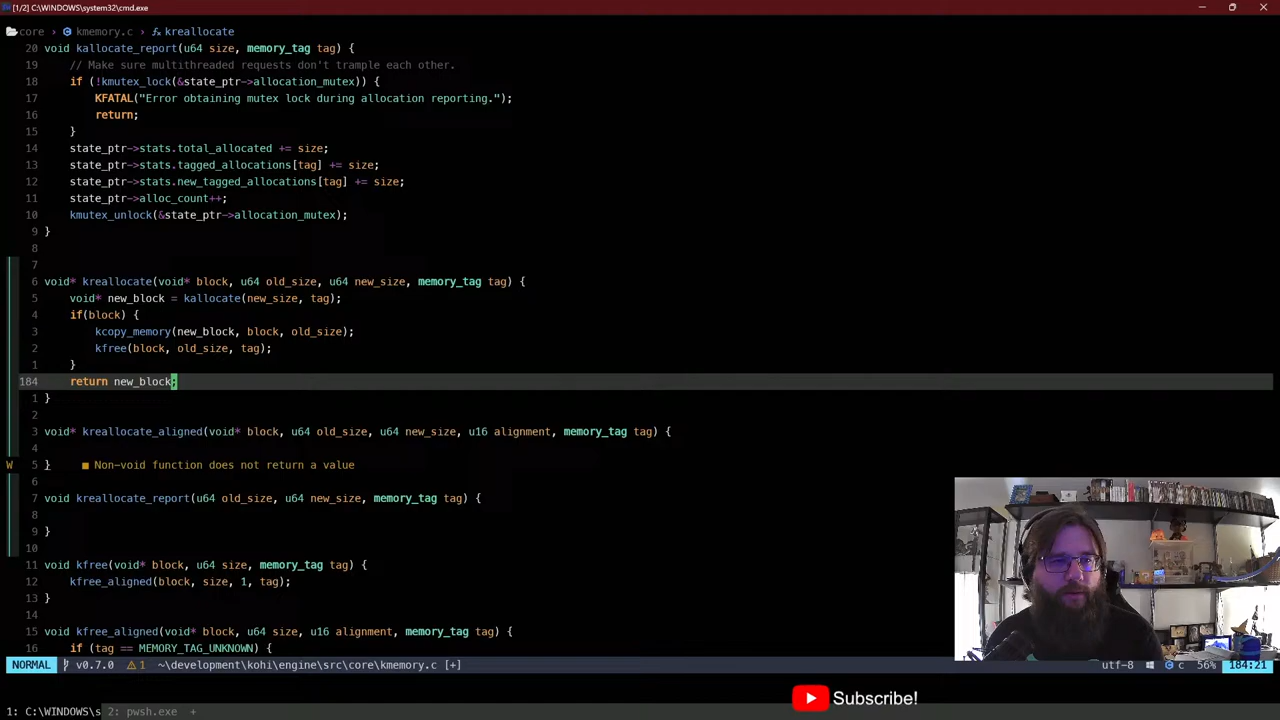 [1/2] C:\WINDOWS\system32\cmd.exe
core > kmemory.c > kreallocate
20 void kallocate_report(u64 size, memory_tag tag) {
19 // Make sure multithreaded requests don't trample each other.
18 if (!kmutex_lock(&state_ptr->allocation_mutex)) {
17 KFATAL("Error obtaining mutex lock during allocation reporting.");
16 return;
15 }
14 state_ptr->stats.total_allocated += size;
13 state_ptr->stats.tagged_allocations[tag] += size;
12 state_ptr->stats.new_tagged_allocations[tag] += size;
11 state_ptr->alloc_count++;
10 kmutex_unlock(&state_ptr->allocation_mutex);
9 }
8
7
6 void* kreallocate(void* block, u64 old_size, u64 new_size, memory_tag tag) {
5 void* new_block = kallocate(new_size, tag);
4 if(block) {
3 kcopy_memory(new_block, block, old_size);
2 kfree(block, old_size, tag);
1 }
184 return new_block;
1 }
2
3 void* kreallocate_aligned(void* block, u64 old_size, u64 new_size, u16 alignment, memory_tag tag) {
4
W 5 } ■ Non-void function does not return a value
6
7 void kreallocate_report(u64 old_size, u64 new_size, memory_tag tag) {
8
9 }
10
11 void kfree(void* block, u64 size, memory_tag tag) {
12 kfree_aligned(block, size, 1, tag);
13 }
14
15 void kfree_aligned(void* block, u64 size, u16 alignment, memory_tag tag) {
16 if (tag == MEMORY_TAG_UNKNOWN) {
NORMAL v0.7.0 1 ~\development\kohi\engine\src\core\kmemory.c [+] utf-8 c 56% 184:21
Subscribe!
1: C:\WINDOWS\s 2: pwsh.exe +